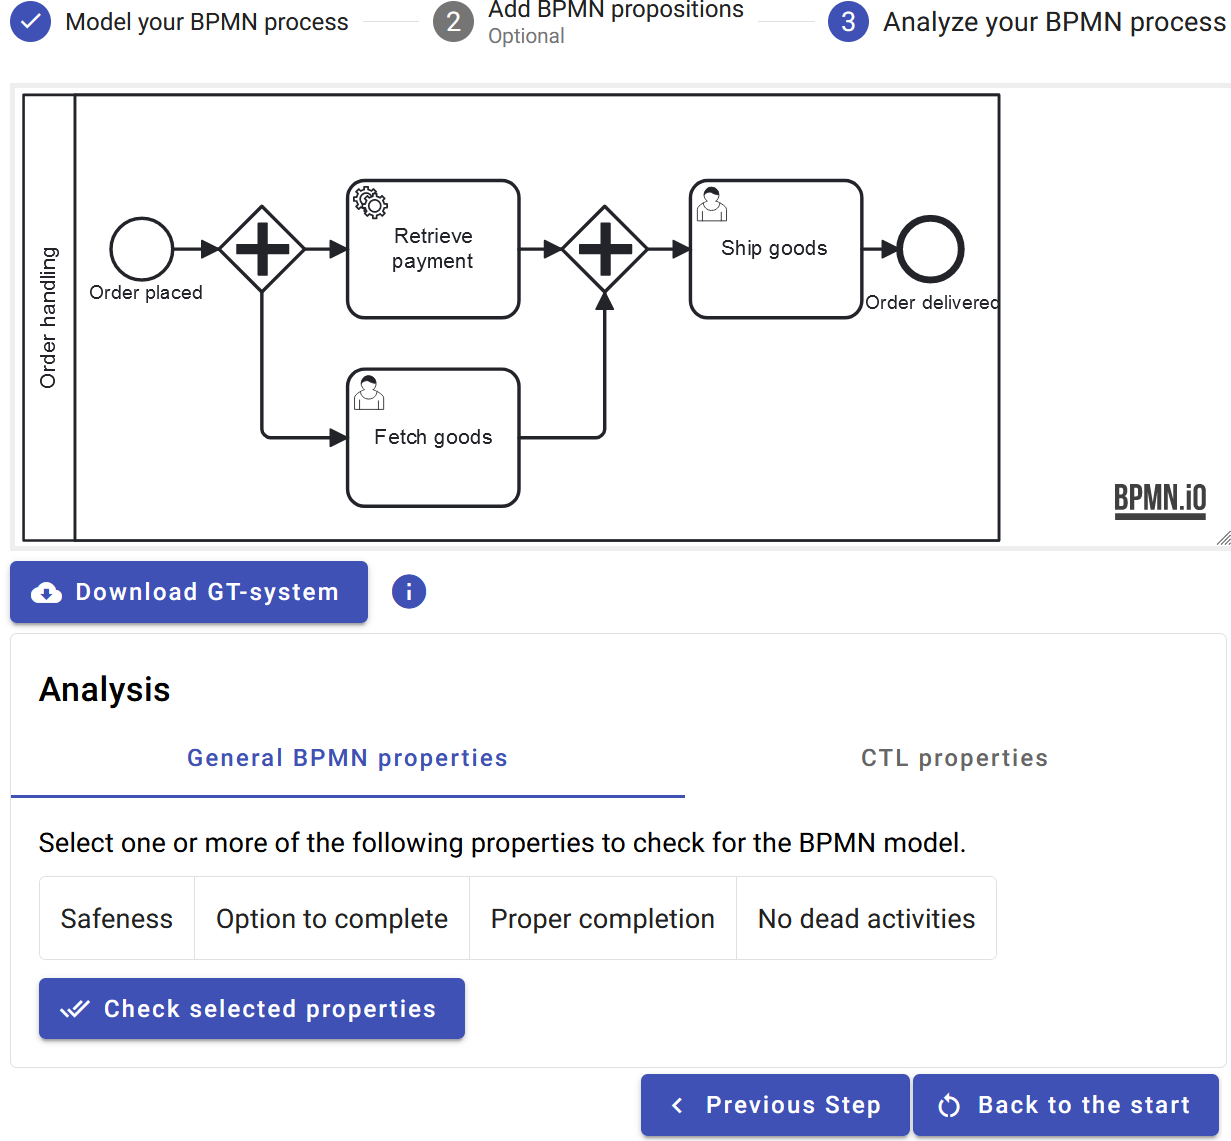 Model your BPMN process
2
Add BPMN propositions
Optional
3
Analyze your BPMN process
Order handling
Order placed
Retrieve
payment
Fetch goods
Ship goods
Order delivered
BPMN.iO
Download GT-system
i
Analysis
General BPMN properties
CTL properties
Select one or more of the following properties to check for the BPMN model.
Safeness
Option to complete
Proper completion
No dead activities
Check selected properties
Previous Step
Back to the start